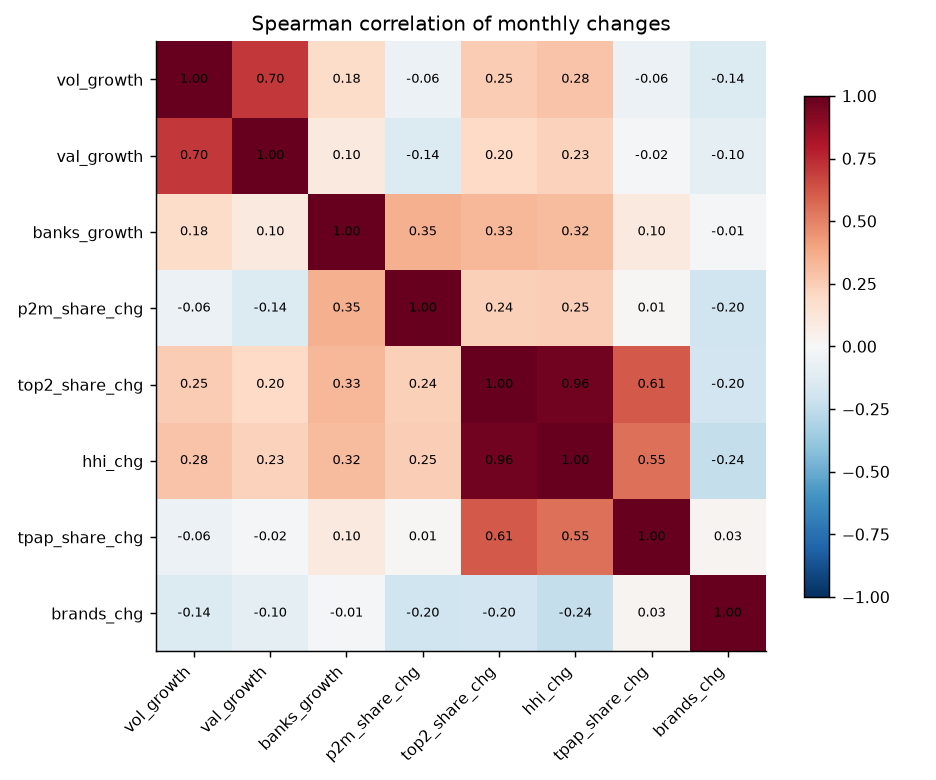 Spearman correlation of monthly changes
vol_growth 1.00 0.70 0.18 -0.06 0.25 0.28 -0.06 -0.14
val_growth 0.70 1.00 0.10 -0.14 0.20 0.23 -0.02 -0.10
banks_growth 0.18 0.10 1.00 0.35 0.33 0.32 0.10 -0.01
p2m_share_chg -0.06 -0.14 0.35 1.00 0.24 0.25 0.01 -0.20
top2_share_chg 0.25 0.20 0.33 0.24 1.00 0.96 0.61 -0.20
hhi_chg 0.28 0.23 0.32 0.25 0.96 1.00 0.55 -0.24
tpap_share_chg -0.06 -0.02 0.10 0.01 0.61 0.55 1.00 0.03
brands_chg -0.14 -0.10 -0.01 -0.20 -0.20 -0.24 0.03 1.00
vol_growth val_growth banks_growth p2m_share_chg top2_share_chg hhi_chg tpap_share_chg brands_chg
1.00
0.75
0.50
0.25
0.00
−0.25
−0.50
−0.75
−1.00